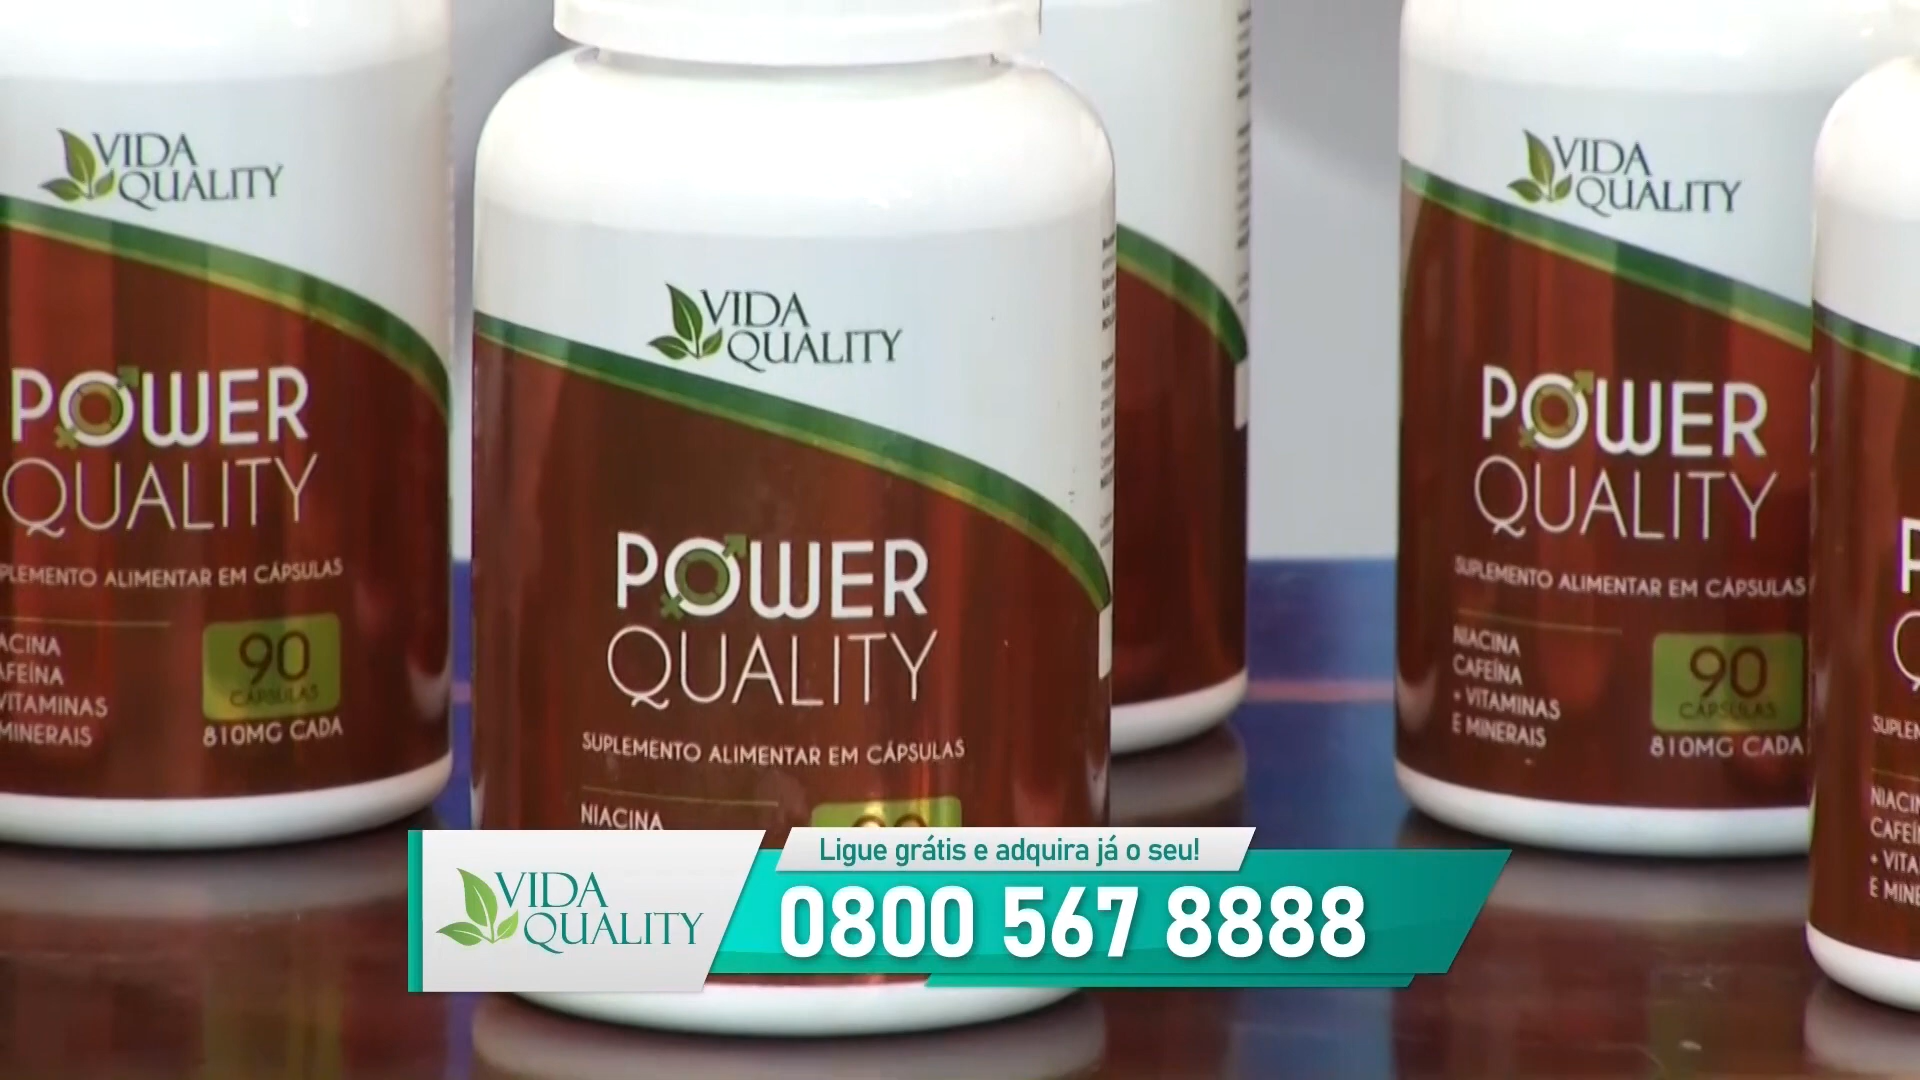 VIDA
QUALITY
POWER
QUALITY
SUPLEMENTO ALIMENTAR EM CÁPSULAS
VITAMINAS
MINERAIS
90
CÁPSULAS
810MG CADA
VIDA
QUALITY
POWER
QUALITY
SUPLEMENTO ALIMENTAR EM CÁPSULAS
NIACINA
VIDA
QUALITY
POWER
QUALITY
SUPLEMENTO ALIMENTAR EM CÁPSULAS
NIACINA
CAFEÍNA
+ VITAMINAS
E MINERAIS
90
CÁPSULAS
810MG CADA
VIDA
QUALITY
Ligue grátis e adquira já o seu!
0800 567 8888